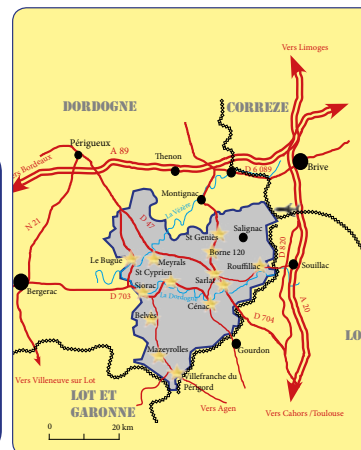 Vers Limoges
DORDOGNE
CORREZE
Périgueux
A 89
Vers Bordeaux
Thenon
D 6 089
Brive
Montignac
N 21
D 47
La Vézère
St Geniès
Salignac
Borne 120
D 820
Le Bugue
Meyrals
Rouffillac
Souillac
St Cyprien
Sarlat
Bergerac
Siorac
D 703
La Dordogne
Cénac
A 20
Belvès
D 704
LO
Gourdon
Mazeyrolles
Villefranche du
Périgord
Vers Villeneuve sur Lot
LOT ET
GARONNE
Vers Agen
Vers Cahors /Toulouse
0 20 km